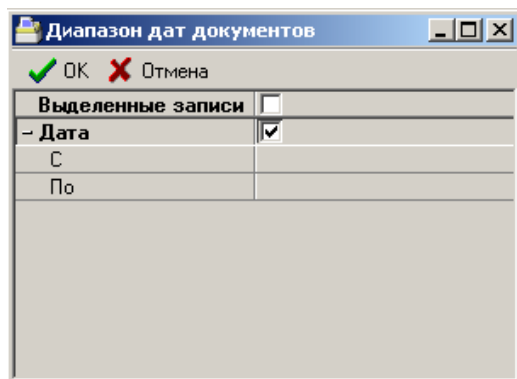 Диапазон дат документов
OK Отмена
Выделенные записи
Дата
С
По